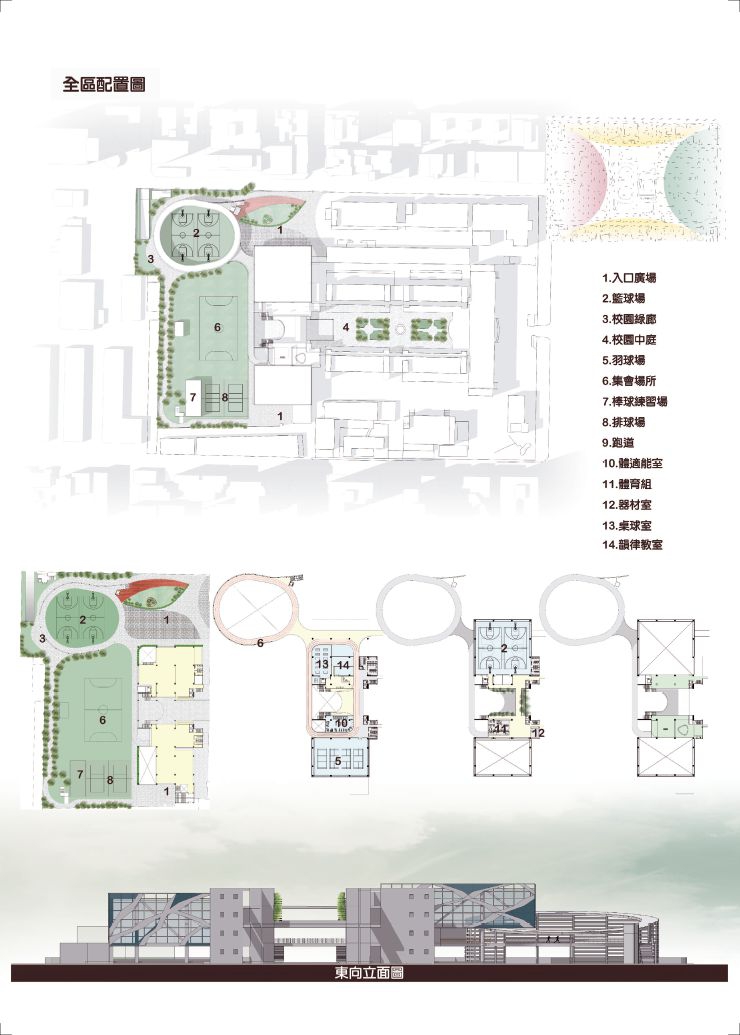 全區配置圖
1
2
3
6
4
7
8
1
1.入口廣場
2.籃球場
3.校園綠廊
4.校園中庭
5.羽球場
6.集會場所
7.棒球練習場
8.排球場
9.跑道
10.體適能室
11.體育組
12.器材室
13.桌球室
14.韻律教室
2
1
3
6
7
8
1
6
13
14
10
5
2
11
12
東向立面圖